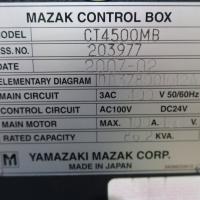 MAZAK CONTROL BOX
MODEL CT4500MB
SS.NO. 203977
DATE 2007-02
ELEMENTARY DIAGRAM
MAIN CIRCUIT 3AC V 50/60Hz
CONTROL CIRCUIT AC100V DC24V
MAIN MOTOR MAX.
RATED CAPACITY KVA
M YAMAZAKI MAZAK CORP.
MADE IN JAPAN